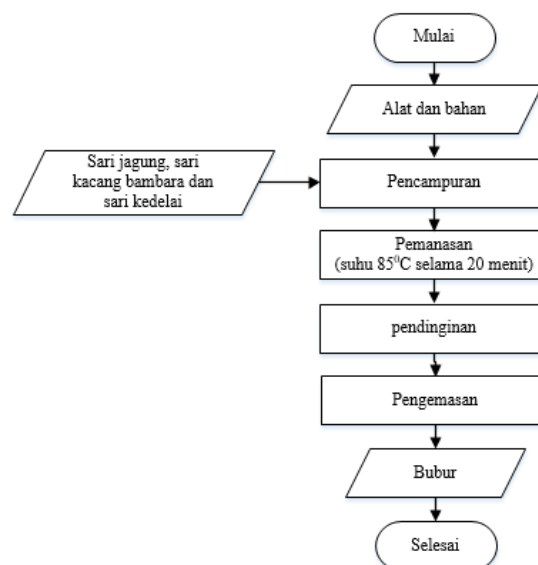 Mulai
Alat dan bahan
Sari jagung, sari
kacang bambara dan
sari kedelai
Pencampuran
Pemanasan
(suhu 85⁰C selama 20 menit)
pendinginan
Pengemasan
Bubur
Selesai